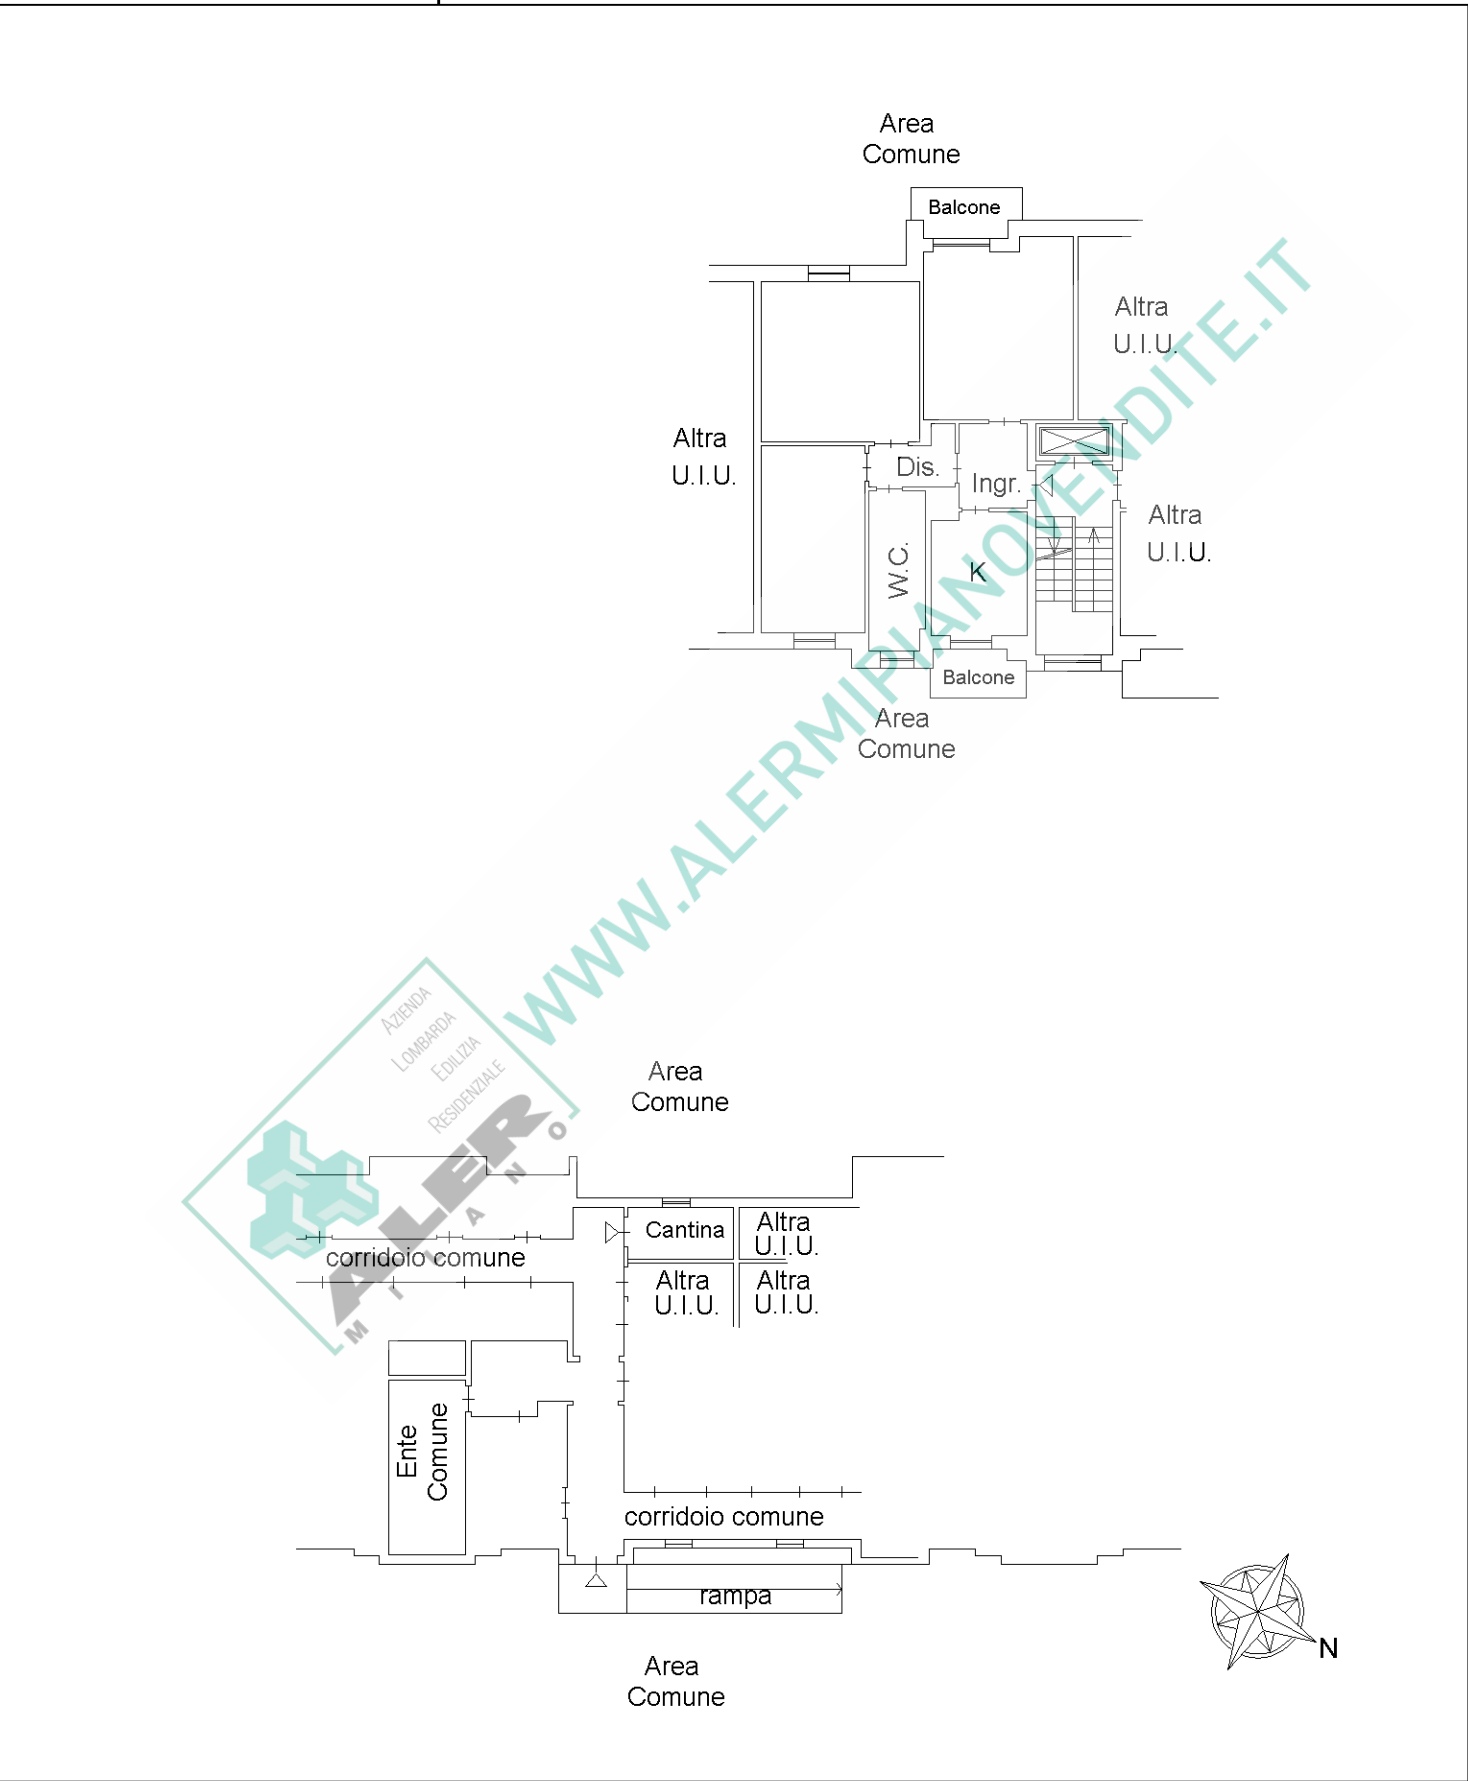 Area
Comune
Balcone
Altra
U.I.U.
Altra
U.I.U.
Dis.
Ingr.
Altra
U.I.U.
W.C.
K
Balcone
Area
Comune
WWW.ALERMIPIANOVENDITE.IT
AZIENDA
LOMBARDA
EDILIZIA
RESIDENZIALE
ALER
MILANO
Area
Comune
Cantina
Altra
U.I.U.
corridoio comune
Altra
U.I.U.
Altra
U.I.U.
Ente
Comune
corridoio comune
rampa
N
Area
Comune